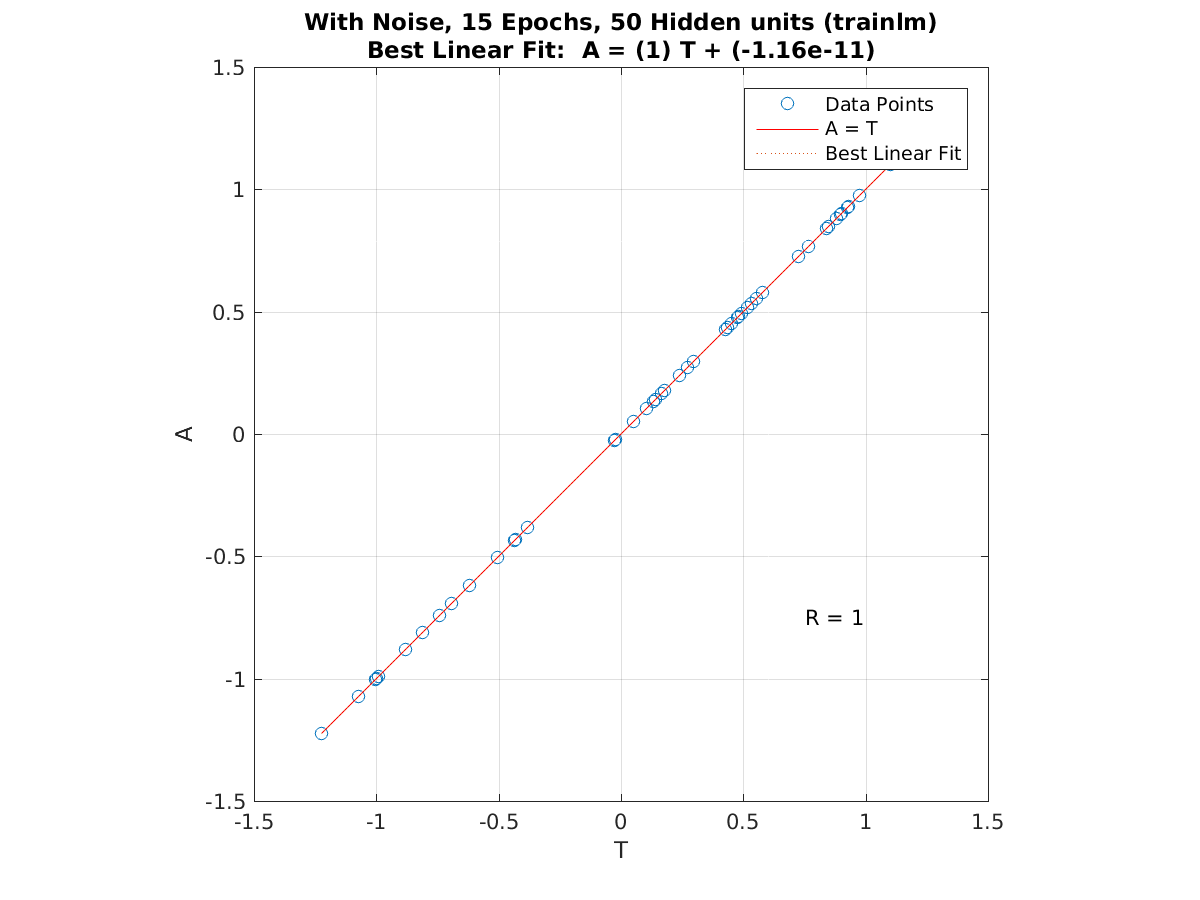 With Noise, 15 Epochs, 50 Hidden units (trainlm)
Best Linear Fit:  A = (1) T + (-1.16e-11)
1.5
1
0.5
0
-0.5
-1
-1.5
A
Data Points
A = T
Best Linear Fit
R = 1
-1.5
-1
-0.5
0
0.5
1
1.5
T